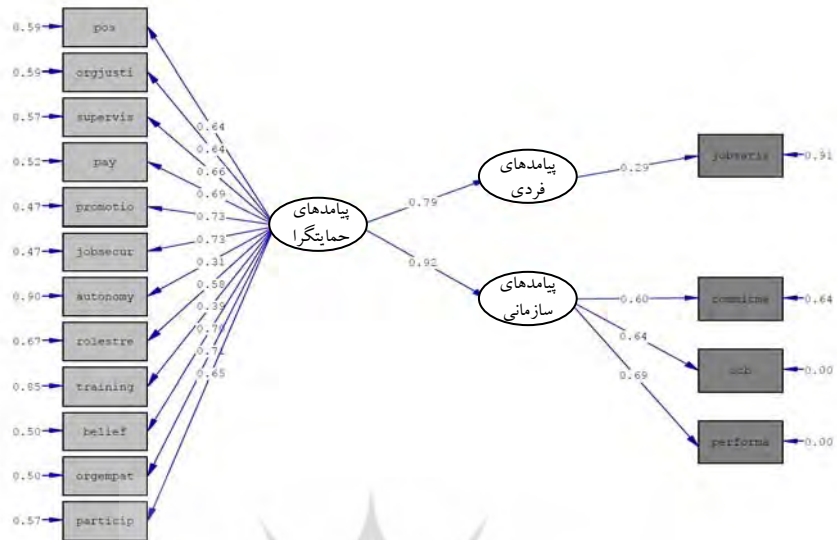 0.59
pos
0.59
orgjusti
0.57
supervis
0.52
pay
0.47
promotio
0.47
jobsecur
0.90
autonomy
0.67
rolestre
0.85
training
0.50
belief
0.50
orgempat
0.57
particip
0.64
0.64
0.66
0.69
0.73
0.73
0.31
0.58
0.39
0.70
0.71
0.65
پیامدهای
حمایتگرا
0.79
0.92
پیامدهای
فردی
پیامدهای
سازمانی
0.29
0.60
0.64
0.69
jobsatis
0.91
commitme
0.64
ocb
0.00
performa
0.00